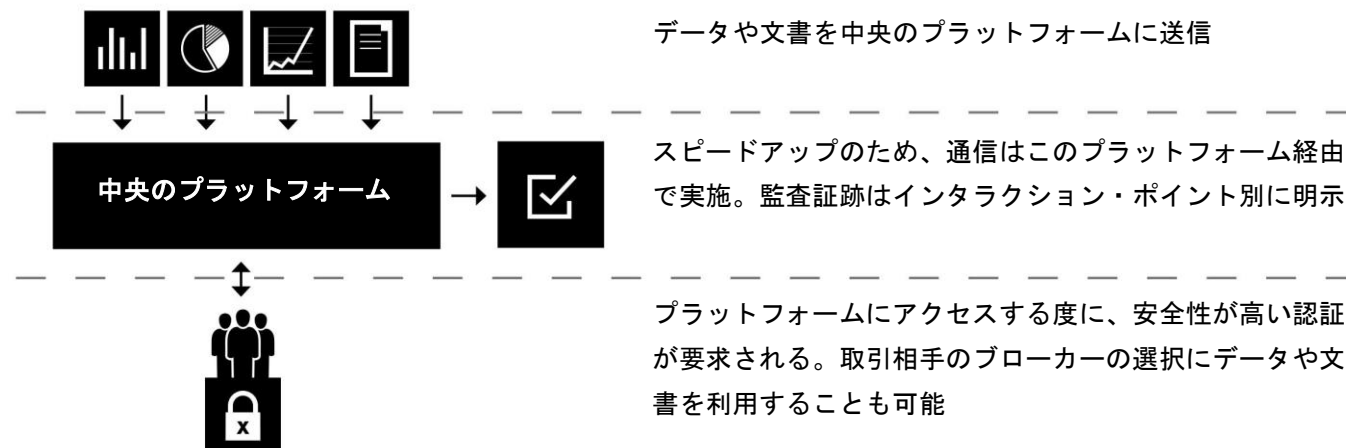 データや文書を中央のプラットフォームに送信
中央のプラットフォーム
スピードアップのため、通信はこのプラットフォーム経由
で実施。監査証跡はインタラクション・ポイント別に明示
プラットフォームにアクセスする度に、安全性が高い認証
が要求される。取引相手のブローカーの選択にデータや文
書を利用することも可能
x